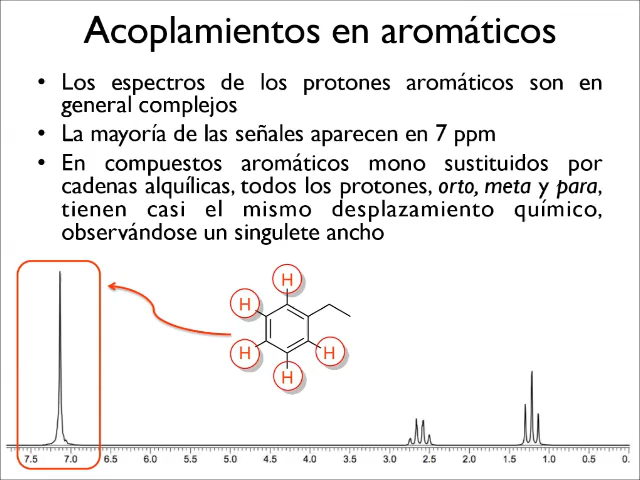 Acoplamientos en aromáticos
• Los espectros de los protones aromáticos son en
general complejos
• La mayoría de las señales aparecen en 7 ppm
• En compuestos aromáticos mono sustituidos por
cadenas alquílicas, todos los protones, orto, meta y para,
tienen casi el mismo desplazamiento químico,
observándose un singulete ancho
H
H
H
H
H
7.5 7.0 6.5 6.0 5.5 5.0 4.5 4.0 3.5 3.0 2.5 2.0 1.5 1.0 0.5 0.